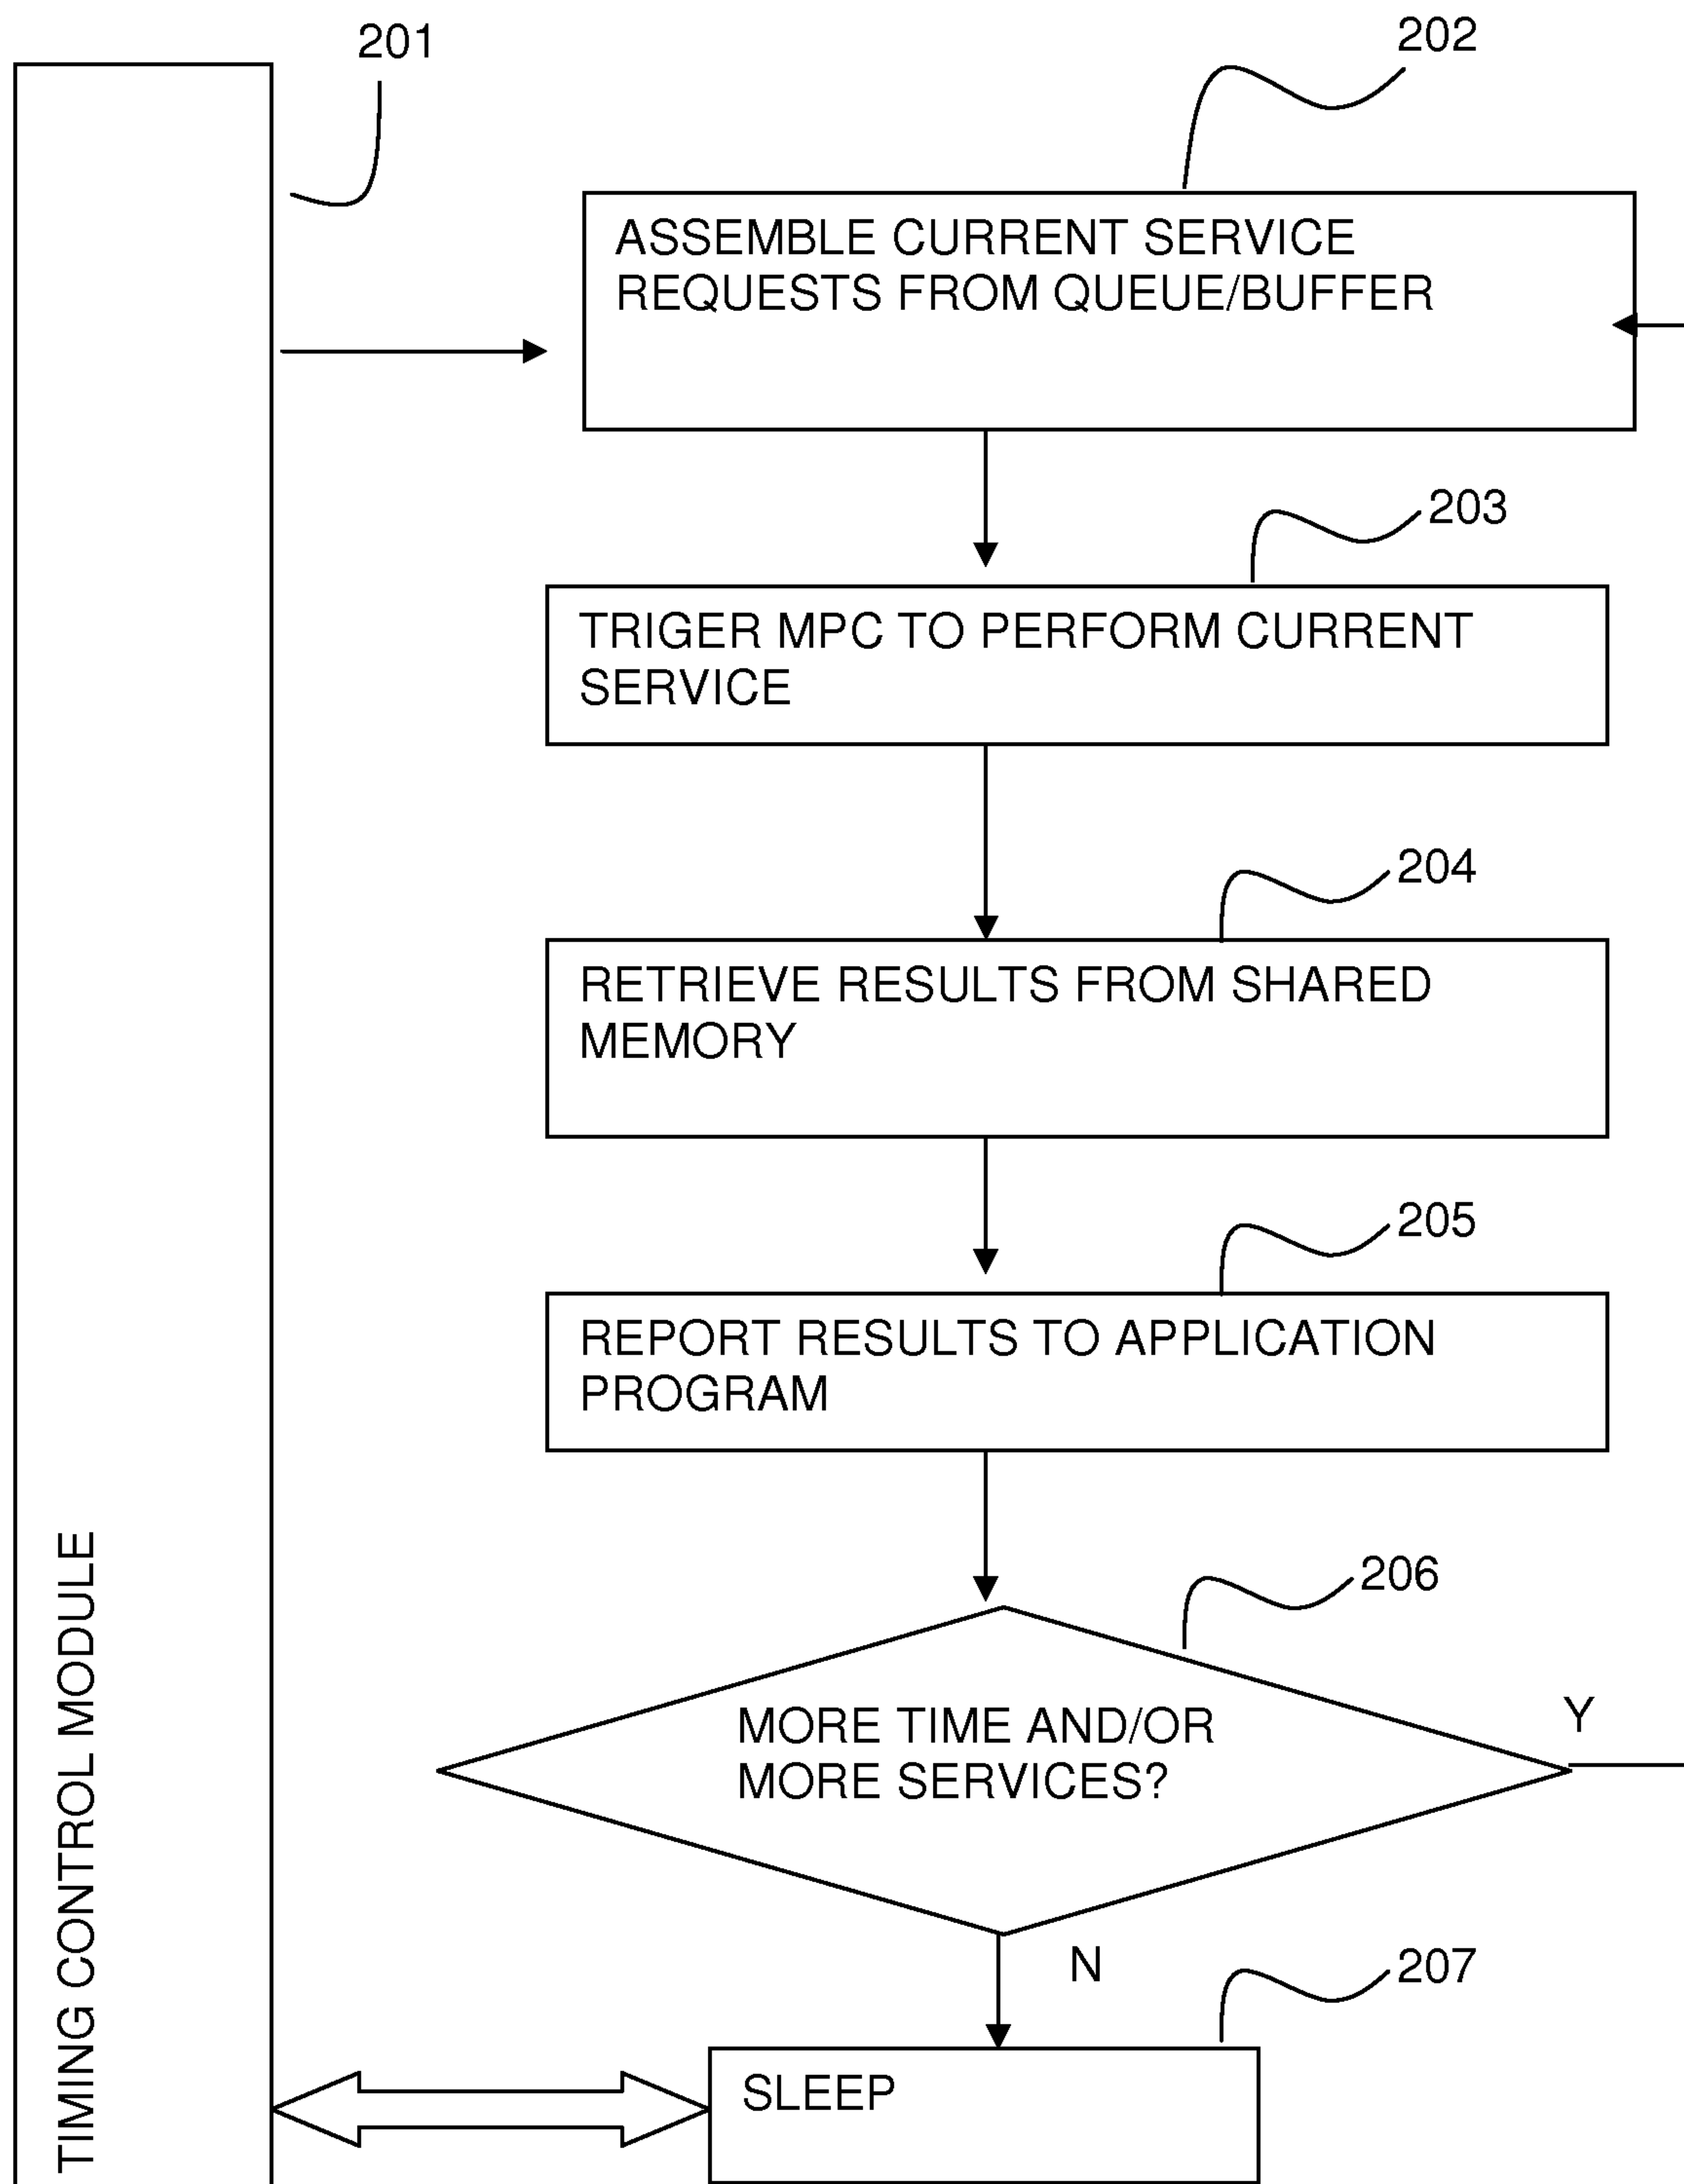 201
202
ASSEMBLE CURRENT SERVICE
REQUESTS FROM QUEUE/BUFFER
203
TRIGER MPC TO PERFORM CURRENT
SERVICE
204
RETRIEVE RESULTS FROM SHARED
MEMORY
205
REPORT RESULTS TO APPLICATION
PROGRAM
206
MORE TIME AND/OR
MORE SERVICES?
Y
N
207
SLEEP
TIMING CONTROL MODULE